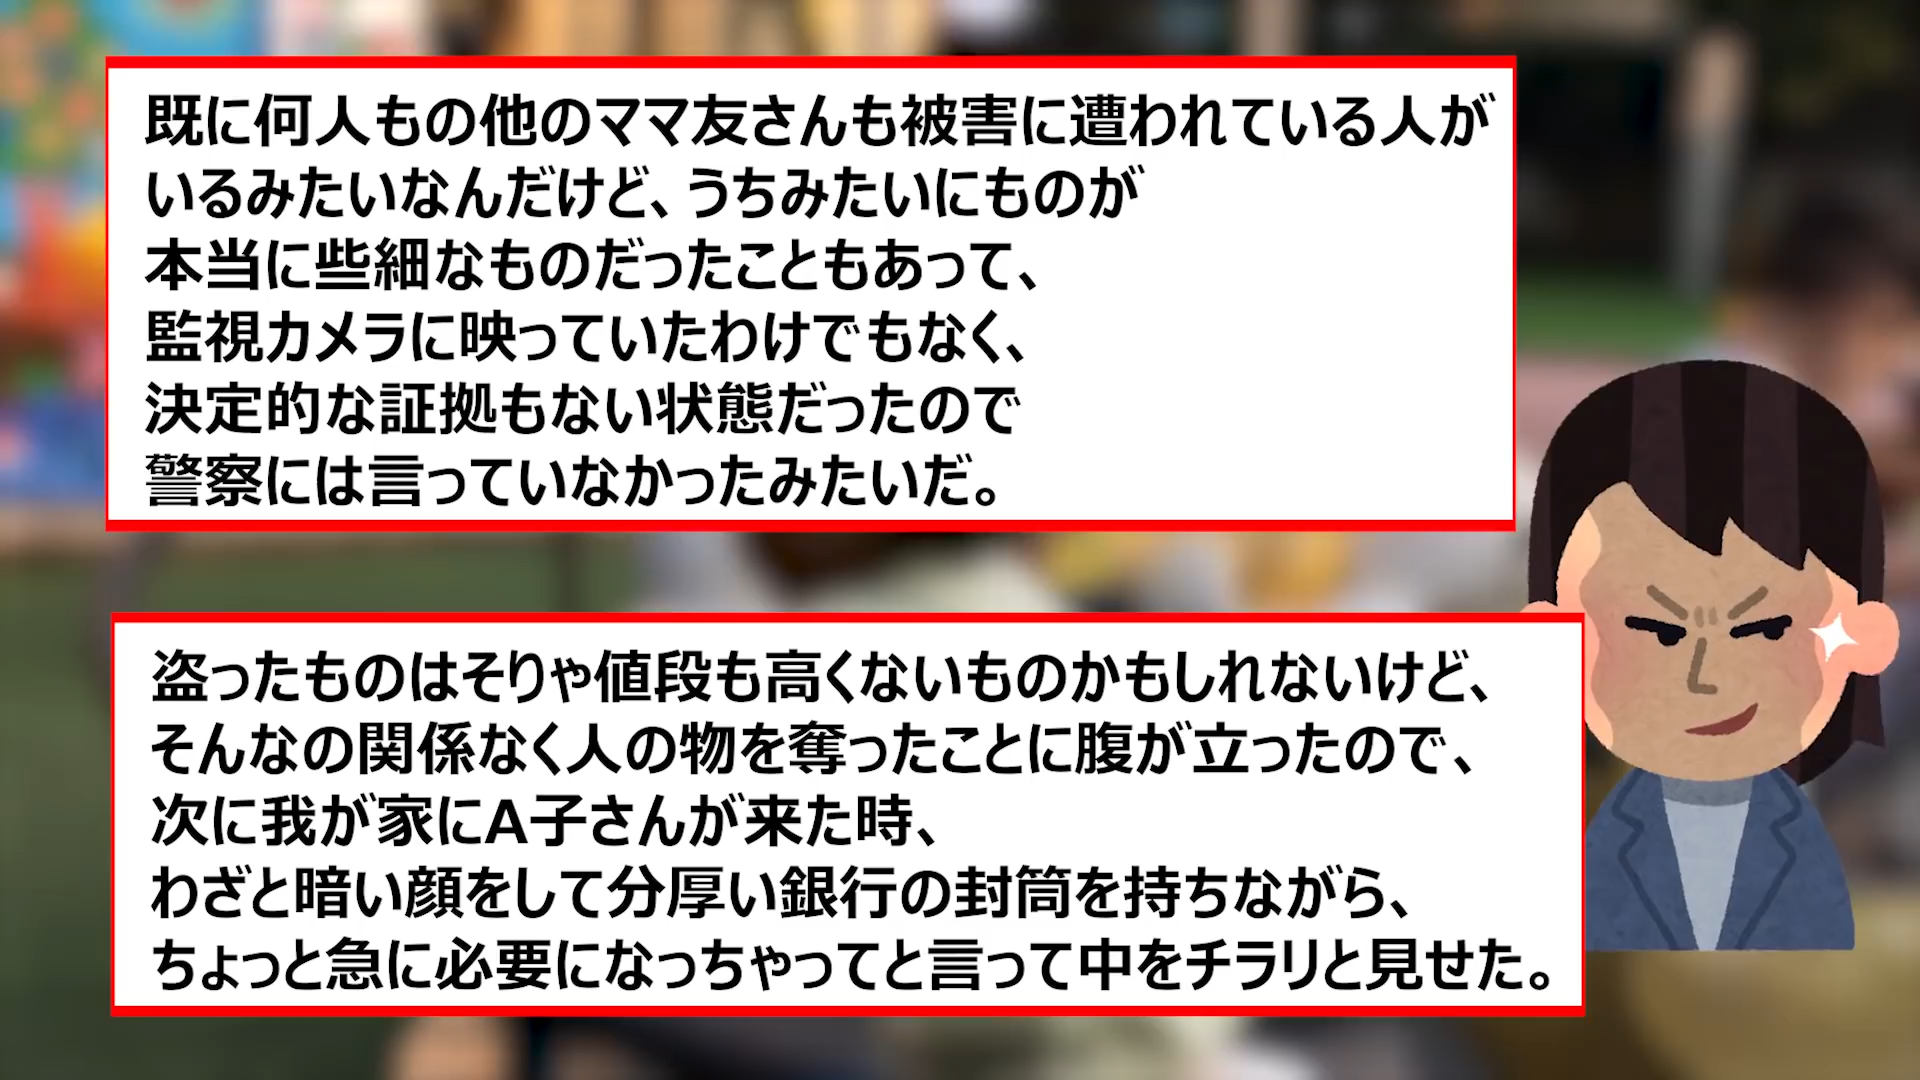 既に何人もの他のママ友さんも被害に遭われている人が
いるみたいなんだけど、うちみたいにものが
本当に些細なものだったこともあって、
監視カメラに映っていたわけでもなく、
決定的な証拠もない状態だったので
警察には言っていなかったみたいだ。
盗ったものはそりゃ値段も高くないものかもしれないけど、
そんなの関係なく人の物を奪ったことに腹が立ったので、
次に我が家にA子さんが来た時、
わざと暗い顔をして分厚い銀行の封筒を持ちながら、
ちょっと急に必要になっちゃってと言って中をチラリと見せた。